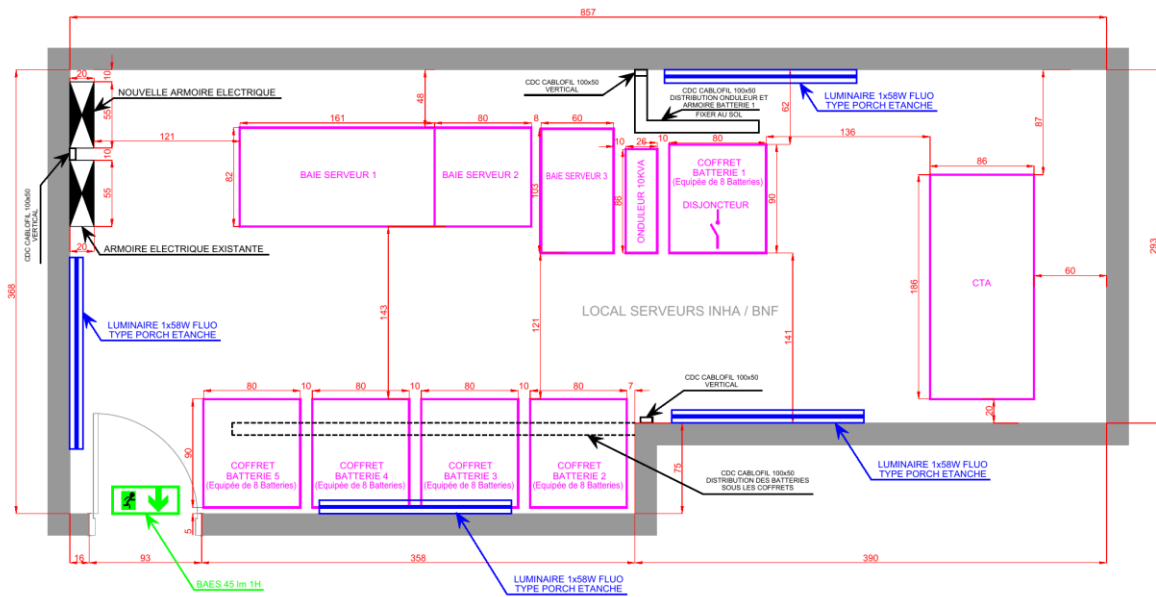 857
20
10
CDC CABLOFIL 100x50
VERTICAL
NOUVELLE ARMOIRE ELECTRIQUE
55
121
10
55
20
ARMOIRE ELECTRIQUE EXISTANTE
CDC CABLOFIL 100x50
VERTICAL
368
48
161
80
8
60
82
BAIE SERVEUR 1
BAIE SERVEUR 2
BAIE SERVEUR 3
103
10
26
10
80
86
ONDULEUR 10KVA
COFFRET
BATTERIE 1
(Equipée de 8 Batteries)
DISJONCTEUR
90
CDC CABLOFIL 100x50
DISTRIBUTION ONDULEUR ET
ARMOIRE BATTERIE 1
FIXER AU SOL
62
LUMINAIRE 1x58W FLUO
TYPE PORCH ETANCHE
136
87
86
186
CTA
60
293
20
LOCAL SERVEURS INHA / BNF
143
121
141
LUMINAIRE 1x58W FLUO
TYPE PORCH ETANCHE
80
10
80
10
80
10
80
7
CDC CABLOFIL 100x50
VERTICAL
90
COFFRET
BATTERIE 5
(Equipée de 8 Batteries)
COFFRET
BATTERIE 4
(Equipée de 8 Batteries)
COFFRET
BATTERIE 3
(Equipée de 8 Batteries)
COFFRET
BATTERIE 2
(Equipée de 8 Batteries)
75
CDC CABLOFIL 100x50
DISTRIBUTION DES BATTERIES
SOUS LES COFFRETS
LUMINAIRE 1x58W FLUO
TYPE PORCH ETANCHE
5
16
93
358
390
BAES 45 lm 1H
LUMINAIRE 1x58W FLUO
TYPE PORCH ETANCHE